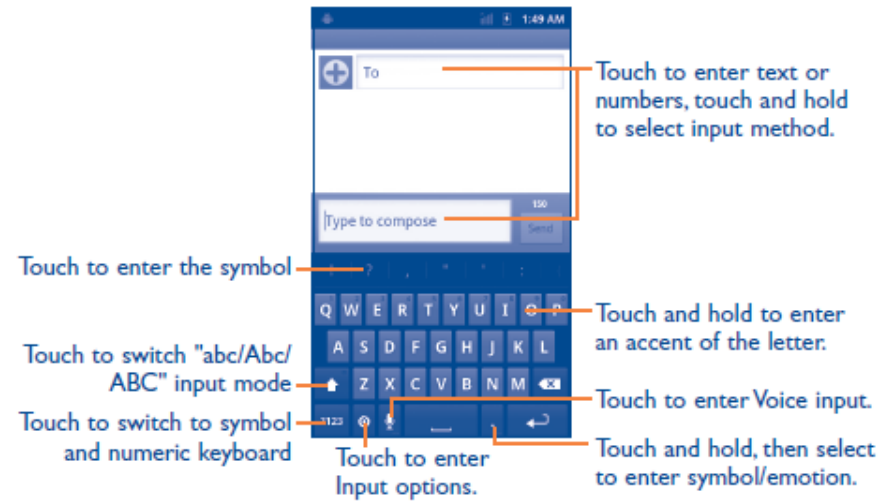 1:49 AM
To
Touch to enter text or
numbers, touch and hold
to select input method.
150
Type to compose
Send
Touch to enter the symbol
? , " ' :
Q W E R T Y U I O P
Touch and hold to enter
an accent of the letter.
A S D F G H J K L
Touch to switch "abc/Abc/
ABC" input mode
Z X C V B N M
Touch to enter Voice input.
Touch to switch to symbol
and numeric keyboard
?123
.
Touch and hold, then select
to enter symbol/emotion.
Touch to enter
Input options.